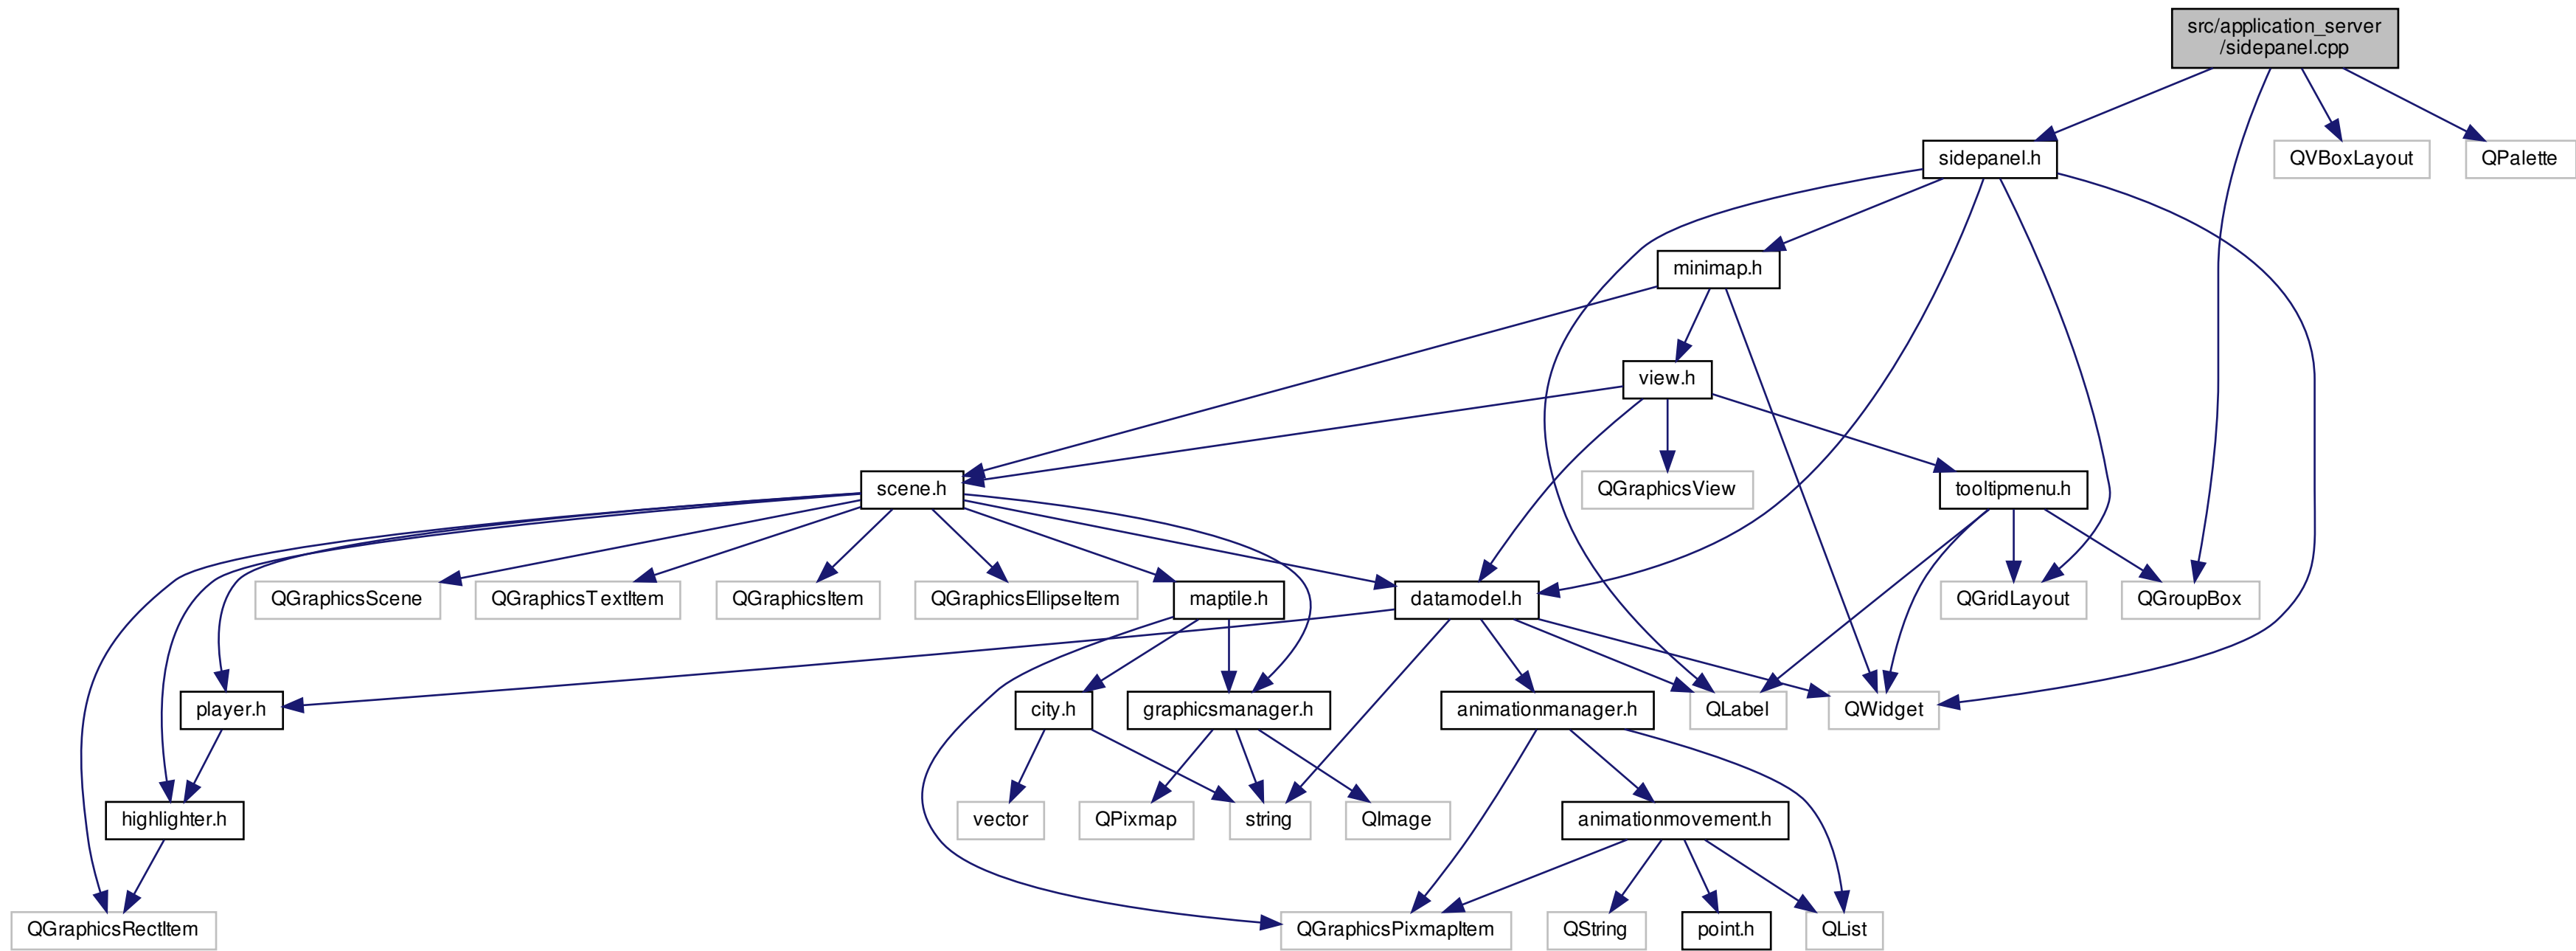 src/application_server
/sidepanel.cpp
sidepanel.h
QVBoxLayout
QPalette
minimap.h
view.h
scene.h
QGraphicsView
tooltipmenu.h
QGraphicsScene
QGraphicsTextItem
QGraphicsItem
QGraphicsEllipseItem
maptile.h
datamodel.h
QGridLayout
QGroupBox
player.h
city.h
graphicsmanager.h
animationmanager.h
QLabel
QWidget
highlighter.h
vector
QPixmap
string
QImage
animationmovement.h
QGraphicsRectItem
QGraphicsPixmapItem
QString
point.h
QList